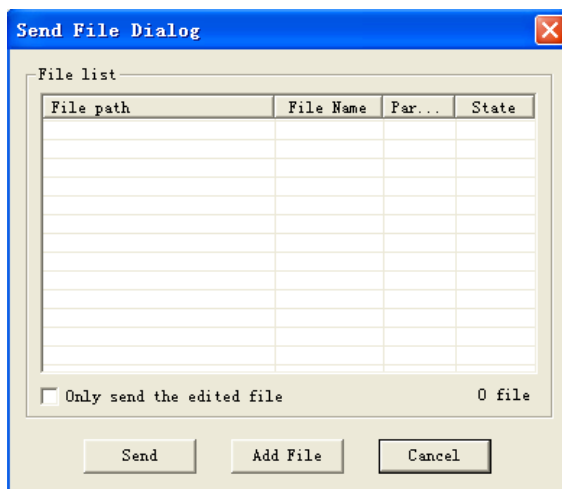 Send File Dialog
File list
File path File Name Par... State
Only send the edited file 0 file
Send Add File Cancel